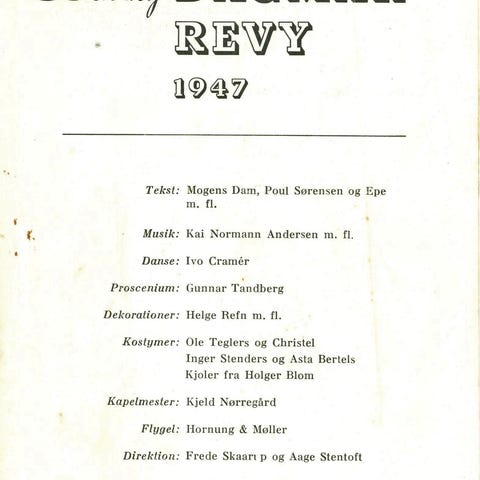 REVY
1947
Tekst: Mogens Dam, Poul Sørensen og Epe
m. fl.
Musik: Kai Normann Andersen m. fl.
Danse: Ivo Cramér
Proscenium: Gunnar Tandberg
Dekorationer: Helge Refn m. fl.
Kostymer: Ole Teglers og Christel
Inger Stenders og Asta Bertels
Kjoler fra Holger Blom
Kapelmester: Kjeld Nørregård
Flygel: Hornung & Møller
Direktion: Frede Skaarup og Aage Stentoft